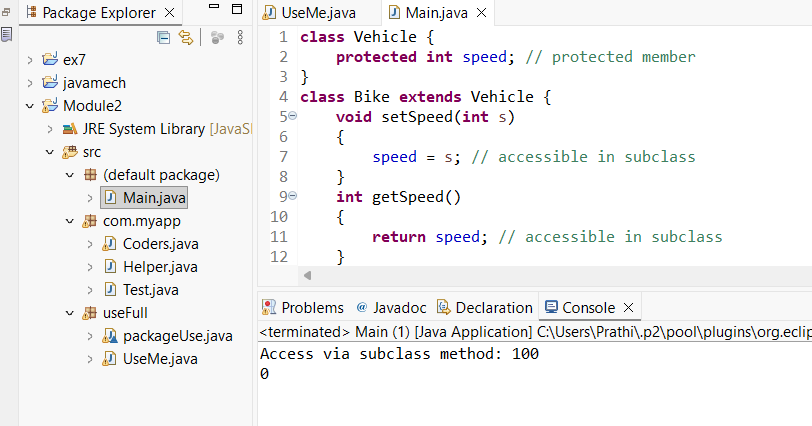 Package Explorer
ex7
javamech
Module2
JRE System Library [JavaSE
src
(default package)
Main.java
com.myapp
Coders.java
Helper.java
Test.java
useFull
packageUse.java
UseMe.java
UseMe.java Main.java
1 class Vehicle {
2 protected int speed; // protected member
3 }
4 class Bike extends Vehicle {
5 void setSpeed(int s)
6 {
7 speed = s; // accessible in subclass
8 }
9 int getSpeed()
10 {
11 return speed; // accessible in subclass
12 }
Problems @ Javadoc Declaration Console
<terminated> Main (1) [Java Application] C:\Users\Prathi\.p2\pool\plugins\org.eclip
Access via subclass method: 100
0